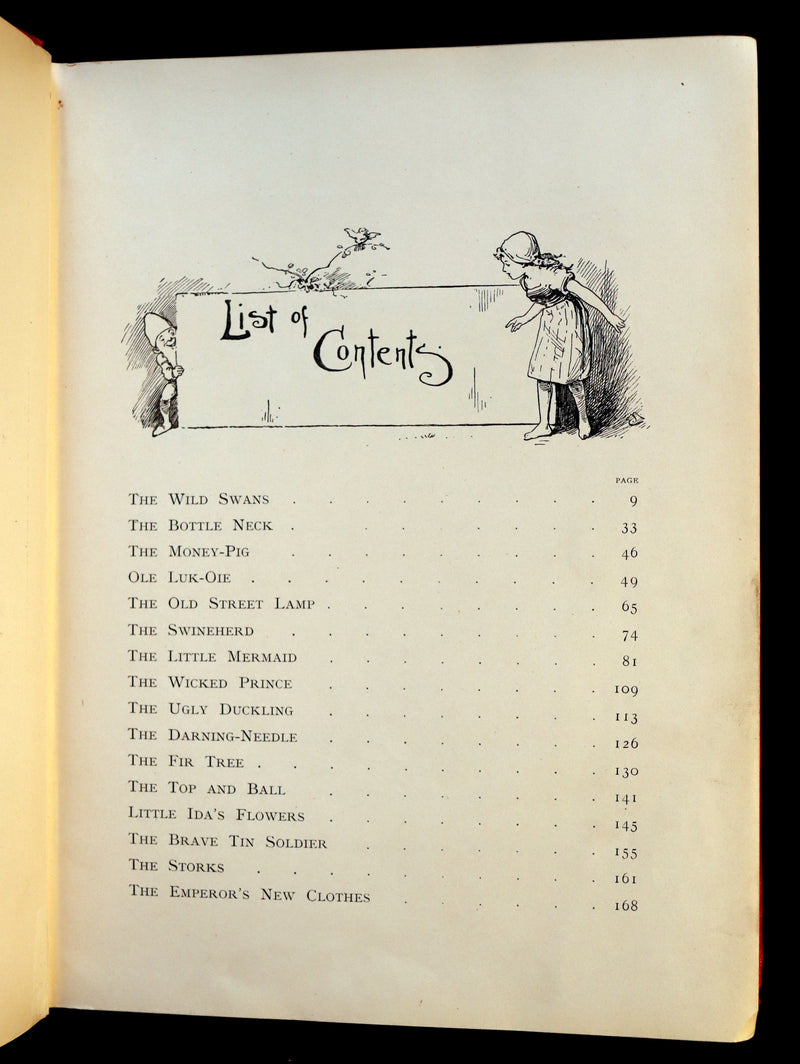 List of
Contents
PAGE
THE WILD SWANS . . . . . . . . . 9
THE BOTTLE NECK . . . . . . . . 33
THE MONEY-PIG . . . . . . . . . 46
OLE LUK-OIE . . . . . . . . . . 49
THE OLD STREET LAMP . . . . . . . . 65
THE SWINEHERD . . . . . . . . . 74
THE LITTLE MERMAID . . . . . . . . 81
THE WICKED PRINCE . . . . . . . . 109
THE UGLY DUCKLING . . . . . . . . 113
THE DARNING-NEEDLE . . . . . . . . 126
THE FIR TREE . . . . . . . . . . 130
THE TOP AND BALL . . . . . . . . 141
LITTLE IDA'S FLOWERS . . . . . . . . 145
THE BRAVE TIN SOLDIER . . . . . . . 155
THE STORKS . . . . . . . . . . 161
THE EMPEROR'S NEW CLOTHES . . . . . . 168